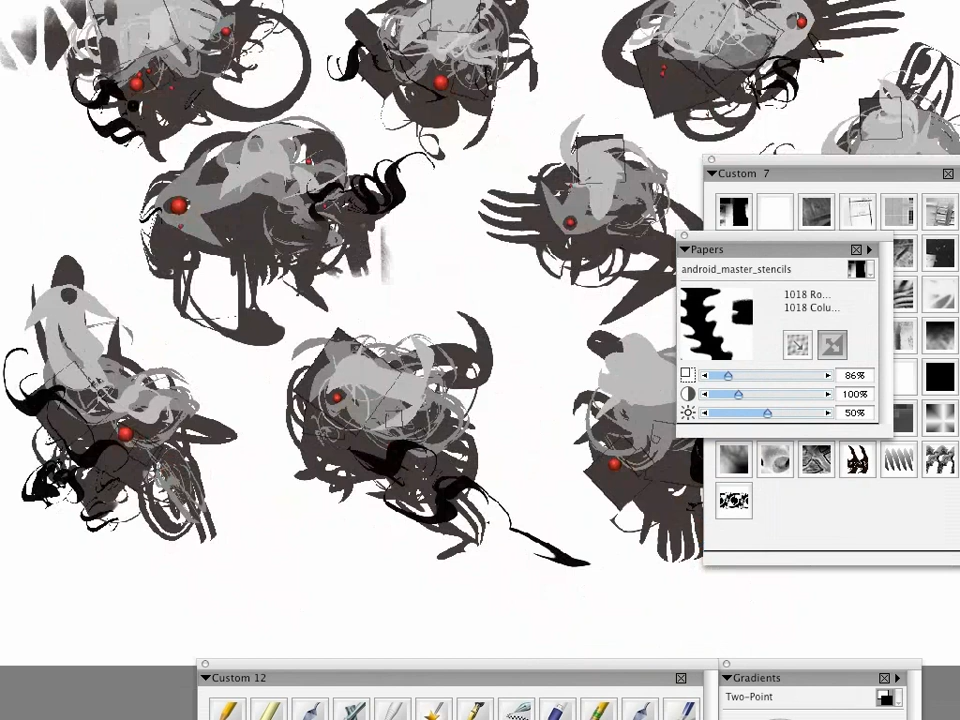 Custom 7
Papers
android_master_stencils
1018 Ro...
1018 Colu...
86%
100%
50%
Custom 12
Gradients
Two-Point